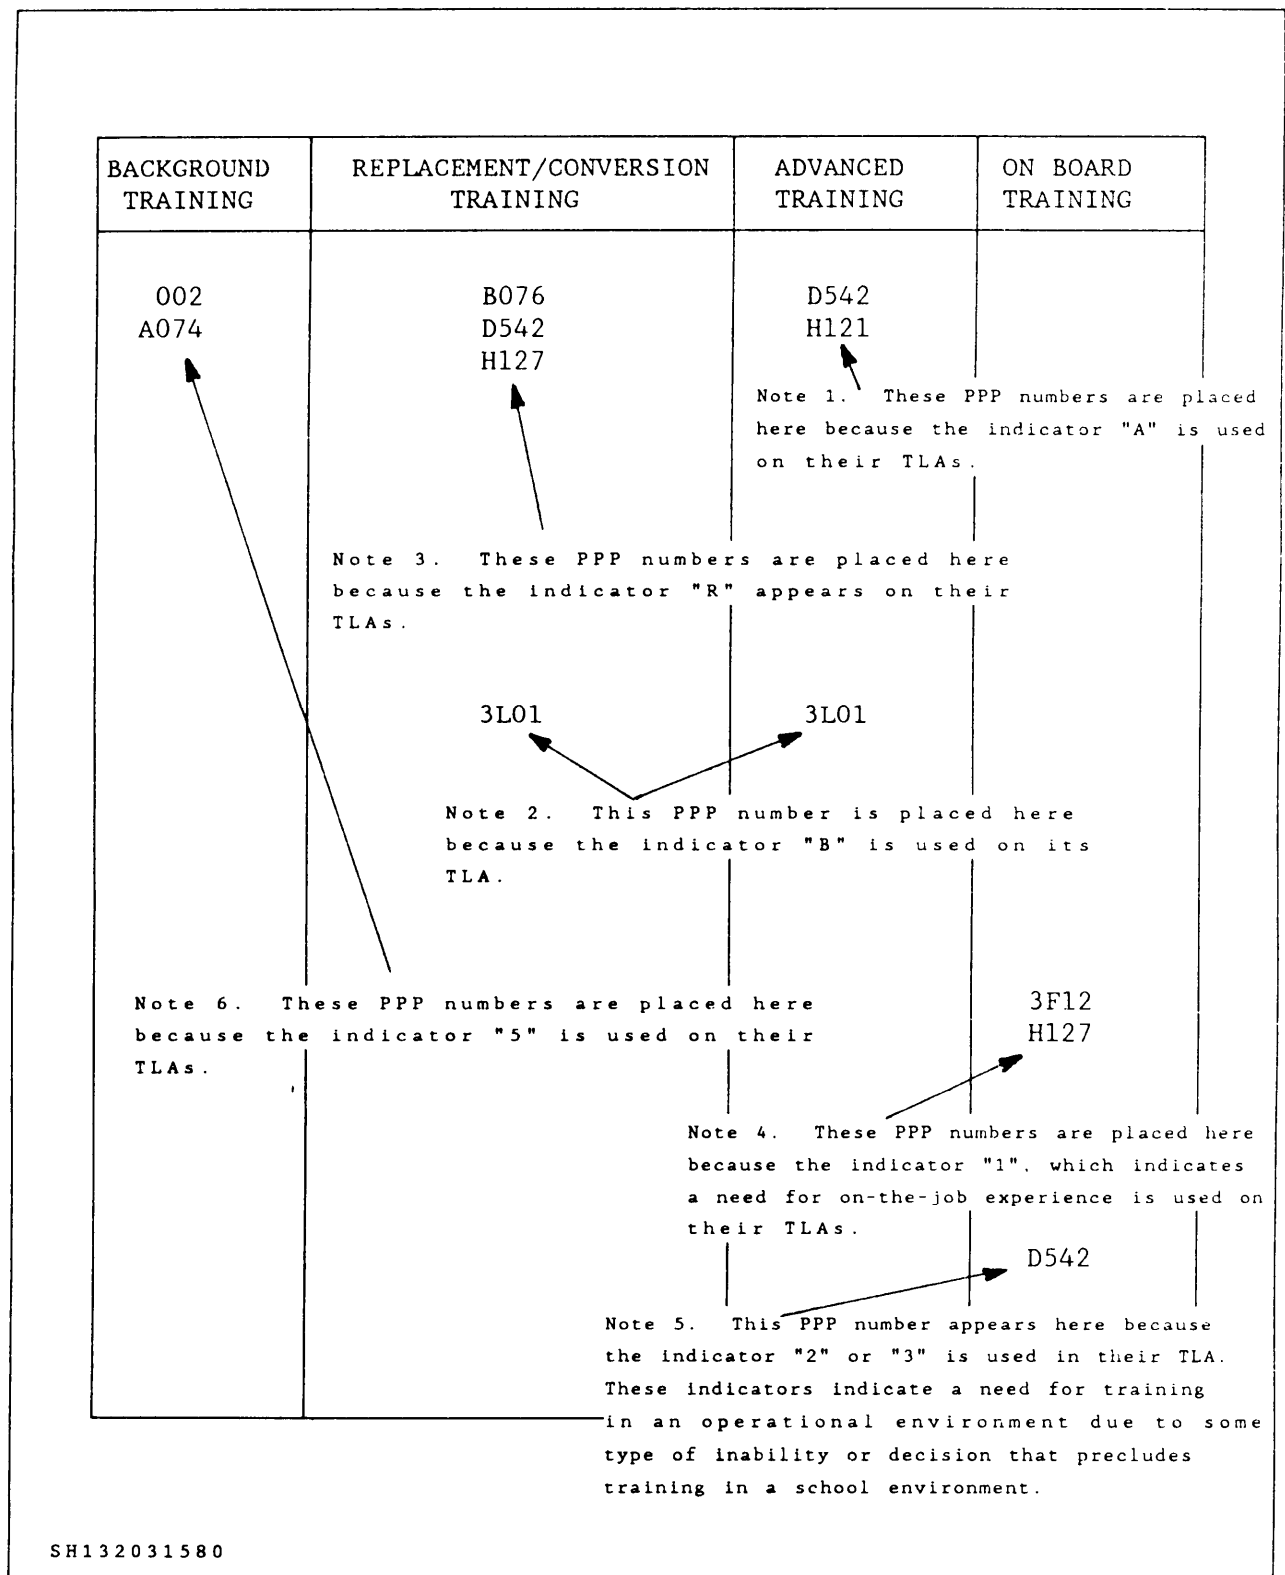 BACKGROUND TRAINING
REPLACEMENT/CONVERSION TRAINING
ADVANCED TRAINING
ON BOARD TRAINING
002
A074
B076
D542
H127
D542
H121
Note 1. These PPP numbers are placed
here because the indicator "A" is used
on their TLAs.
Note 3. These PPP numbers are placed here
because the indicator "R" appears on their
TLAs.
3L01
3L01
Note 2. This PPP number is placed here
because the indicator "B" is used on its
TLA.
Note 6. These PPP numbers are placed here
because the indicator "5" is used on their
TLAs.
3F12
H127
Note 4. These PPP numbers are placed here
because the indicator "1", which indicates
a need for on-the-job experience is used on
their TLAs.
D542
Note 5. This PPP number appears here because
the indicator "2" or "3" is used in their TLA.
These indicators indicate a need for training
in an operational environment due to some
type of inability or decision that precludes
training in a school environment.
SH132031580